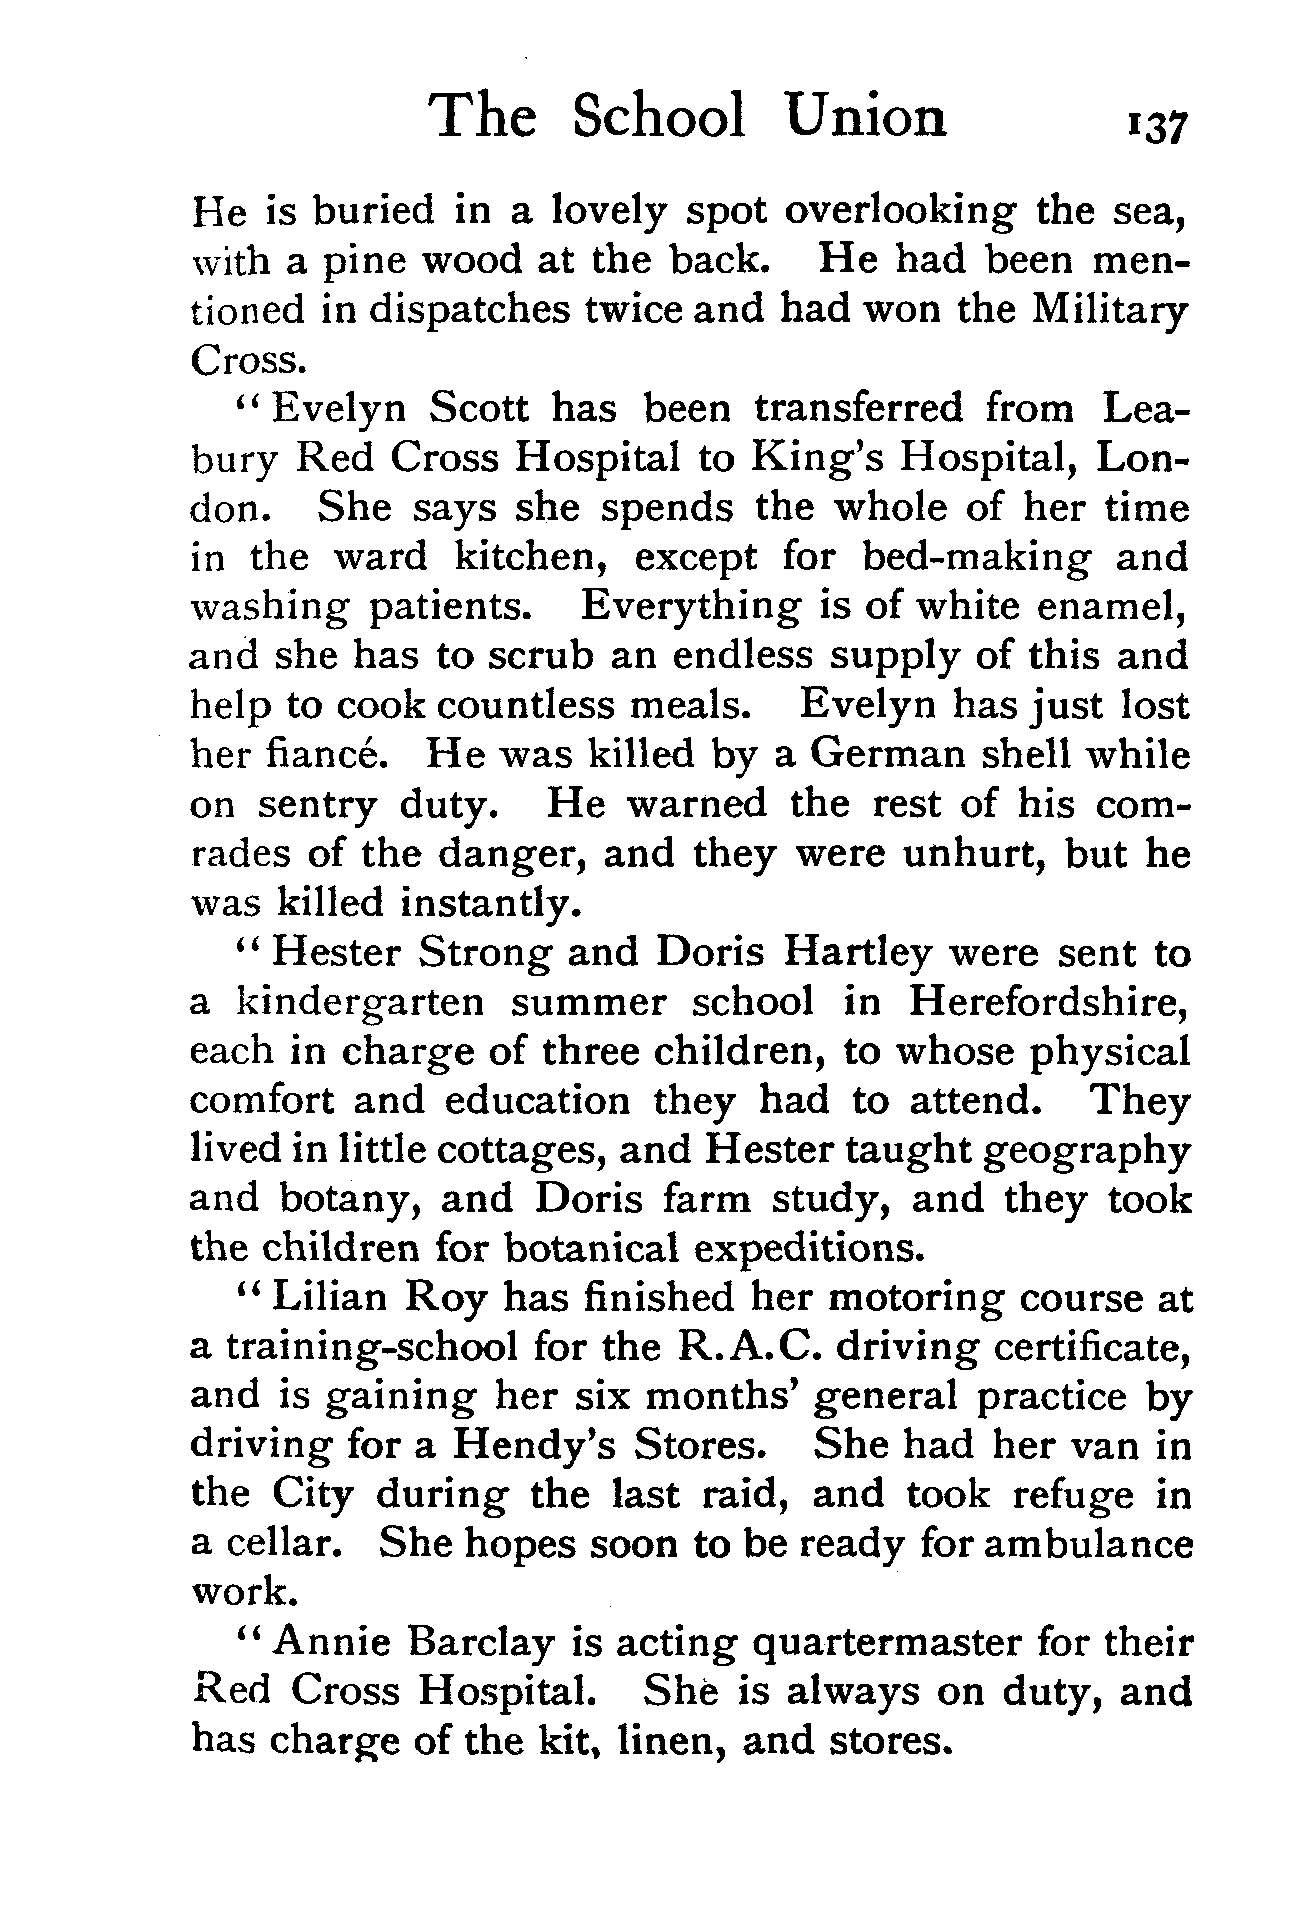 The School Union 137
He is buried in a lovely spot overlooking the sea,
with a pine wood at the back. He had been men-
tioned in dispatches twice and had won the Military
Cross.
“Evelyn Scott has been transferred from Lea-
bury Red Cross Hospital to King's Hospital, Lon-
don. She says she spends the whole of her time
in the ward kitchen, except for bed-making and
washing patients. Everything is of white enamel,
and she has to scrub an endless supply of this and
help to cook countless meals. Evelyn has just lost
her fiancé. He was killed by a German shell while
on sentry duty. He warned the rest of his com-
rades of the danger, and they were unhurt, but he
was killed instantly.
“Hester Strong and Doris Hartley were sent to
a kindergarten summer school in Herefordshire,
each in charge of three children, to whose physical
comfort and education they had to attend. They
lived in little cottages, and Hester taught geography
and botany, and Doris farm study, and they took
the children for botanical expeditions.
“Lilian Roy has finished her motoring course at
a training-school for the R.A.C. driving certificate,
and is gaining her six months' general practice by
driving for a Hendy's Stores. She had her van in
the City during the last raid, and took refuge in
a cellar. She hopes soon to be ready for ambulance
work.
“Annie Barclay is acting quartermaster for their
Red Cross Hospital. She is always on duty, and
has charge of the kit, linen, and stores.